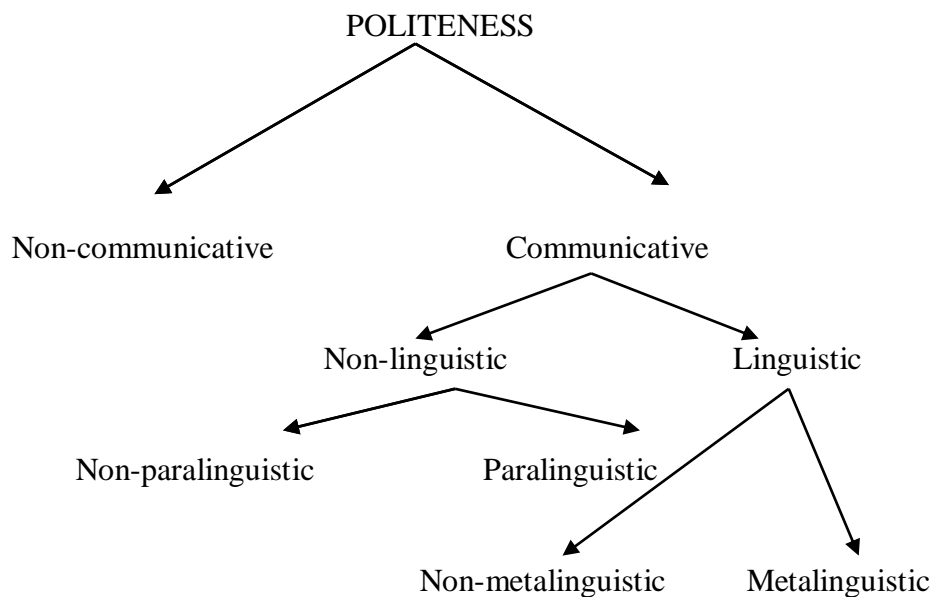 POLITENESS
Non-communicative Communicative
Non-linguistic Linguistic
Non-paralinguistic Paralinguistic
Non-metalinguistic Metalinguistic